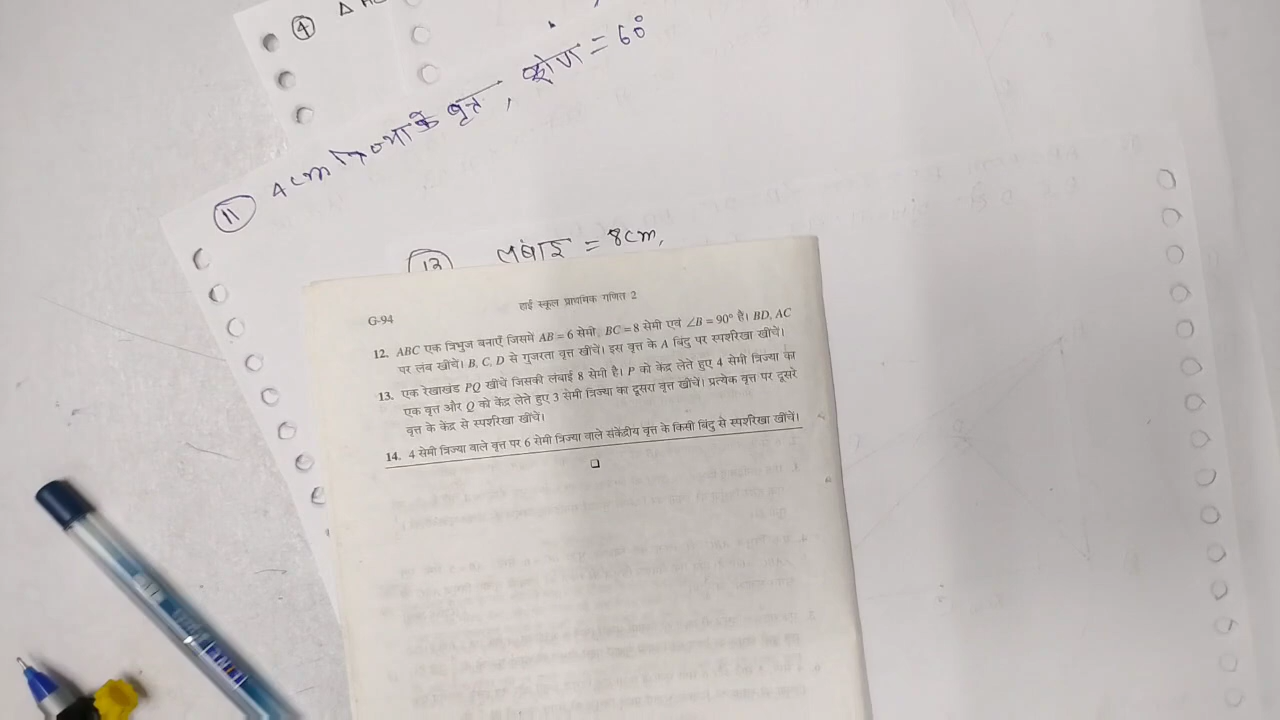 ④ Δ
⑪ 4cm त्रिज्या के वृत्त, कोण = 60°
⑬ लंबाइ = 8cm,
G-94
हाई स्कूल प्राथमिक गणित 2
12. ABC एक त्रिभुज बनाएँ जिसमें AB = 6 सेमी, BC = 8 सेमी एवं ∠B = 90° है। BD, AC
पर लंब खींचें। B, C, D से गुजरता वृत्त खींचें। इस वृत्त के A बिंदु पर स्पर्शरेखा खींचें।
13. एक रेखाखंड PQ खींचें जिसकी लंबाई 8 सेमी है। P को केंद्र लेते हुए 4 सेमी त्रिज्या का
एक वृत्त और Q को केंद्र लेते हुए 3 सेमी त्रिज्या का दूसरा वृत्त खींचें। प्रत्येक वृत्त पर दूसरे
वृत्त के केंद्र से स्पर्शरेखा खींचें।
14. 4 सेमी त्रिज्या वाले वृत्त पर 6 सेमी त्रिज्या वाले संकेंद्रीय वृत्त के किसी बिंदु से स्पर्शरेखा खींचें।